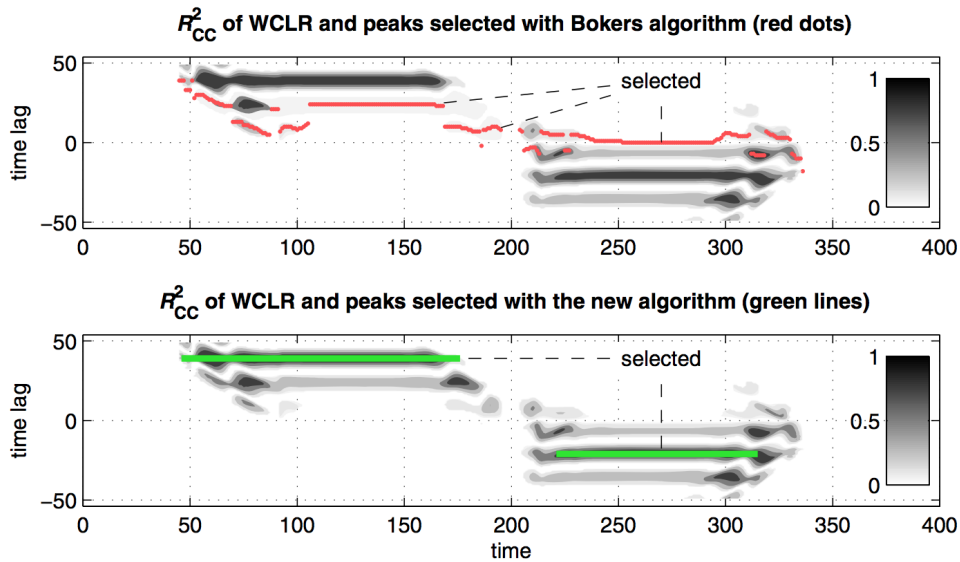 R²CC of WCLR and peaks selected with Bokers algorithm (red dots)
50
0
−50
time lag
selected
1
0.5
0
0 50 100 150 200 250 300 350 400
R²CC of WCLR and peaks selected with the new algorithm (green lines)
50
0
−50
time lag
selected
1
0.5
0
0 50 100 150 200 250 300 350 400
time